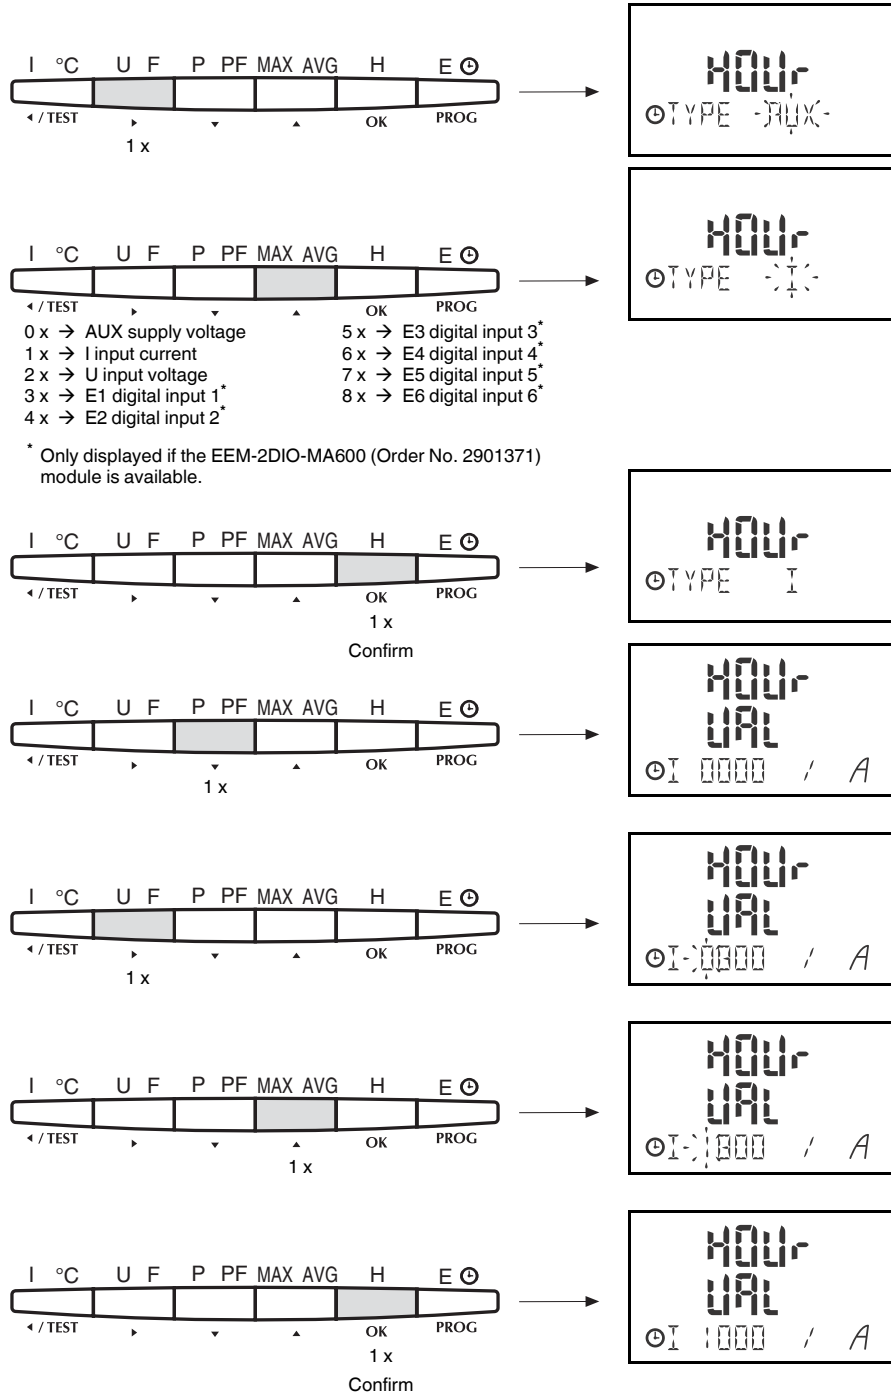 I °C U F P PF MAX AVG H E
HOUr
◂ / TEST ▸ ▾ ▴ OK PROG
TYPE AUX
1 x
I °C U F P PF MAX AVG H E
HOUr
◂ / TEST ▸ ▾ ▴ OK PROG
TYPE I
0 x → AUX supply voltage
1 x → I input current
2 x → U input voltage
3 x → E1 digital input 1*
4 x → E2 digital input 2*
5 x → E3 digital input 3*
6 x → E4 digital input 4*
7 x → E5 digital input 5*
8 x → E6 digital input 6*
* Only displayed if the EEM-2DIO-MA600 (Order No. 2901371)
module is available.
I °C U F P PF MAX AVG H E
HOUr
◂ / TEST ▸ ▾ ▴ OK PROG
TYPE I
1 x
Confirm
I °C U F P PF MAX AVG H E
HOUr
VAL
◂ / TEST ▸ ▾ ▴ OK PROG
I 0000 / A
1 x
I °C U F P PF MAX AVG H E
HOUr
VAL
◂ / TEST ▸ ▾ ▴ OK PROG
I 0000 / A
1 x
I °C U F P PF MAX AVG H E
HOUr
VAL
◂ / TEST ▸ ▾ ▴ OK PROG
I 1000 / A
1 x
I °C U F P PF MAX AVG H E
HOUr
VAL
◂ / TEST ▸ ▾ ▴ OK PROG
I 1000 / A
1 x
Confirm